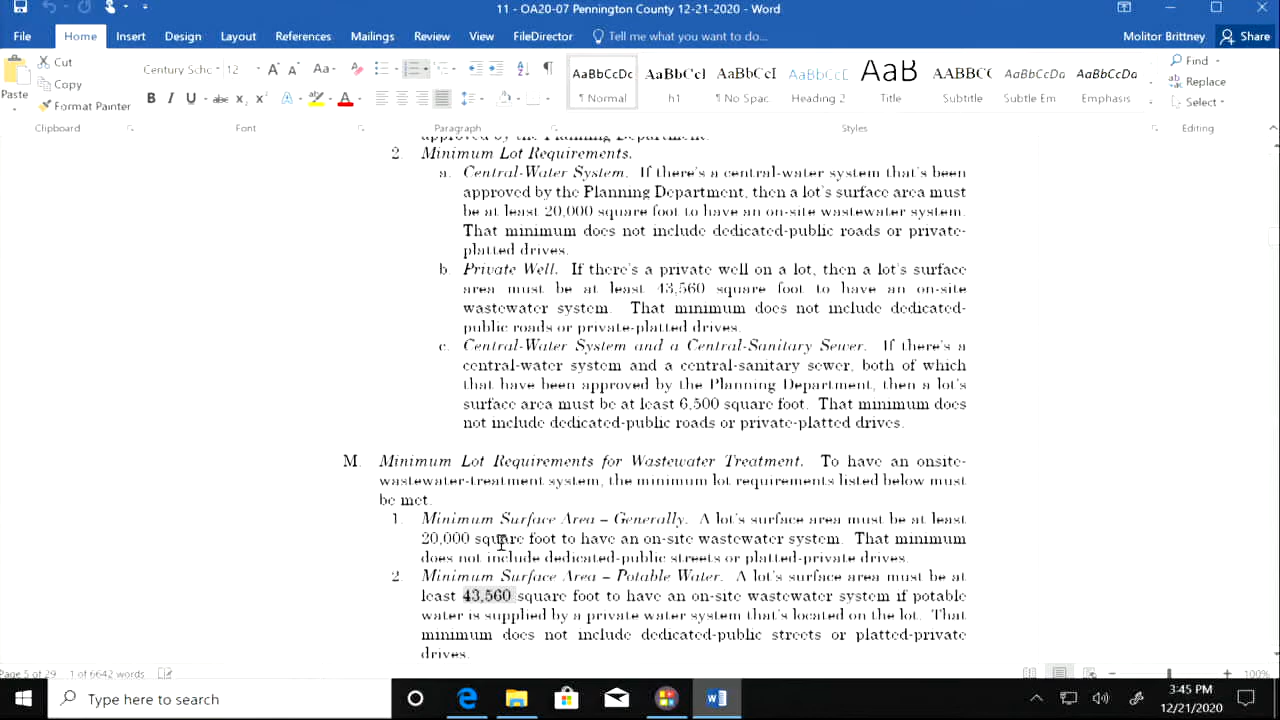 11 - OA20-07 Pennington County 12-21-2020 - Word
Molitor Brittney
File Home Insert Design Layout References Mailings Review View FileDirector Tell me what you want to do... Share
Paste
Cut
Copy
Format Painter
Century Schc 12
AaBbCcDc AaBbCcI AaBbCcI AaBbCcL AaB AABBC( AaBbCcDa AaBbCcDa
¶ Normal h1 ¶ No Spac Heading 2 Title Subtitle Subtle Em Emphasis
Find
Replace
Select
Clipboard Font Paragraph Styles Editing
approved by the Planning Department.
2. Minimum Lot Requirements.
a. Central-Water System. If there's a central-water system that's been
approved by the Planning Department, then a lot's surface area must
be at least 20,000 square foot to have an on-site wastewater system.
That minimum does not include dedicated-public roads or private-
platted drives.
b. Private Well. If there's a private well on a lot, then a lot's surface
area must be at least 43,560 square foot to have an on-site
wastewater system. That minimum does not include dedicated-
public roads or private-platted drives.
c. Central-Water System and a Central-Sanitary Sewer. If there's a
central-water system and a central-sanitary sewer, both of which
that have been approved by the Planning Department, then a lot's
surface area must be at least 6,500 square foot. That minimum does
not include dedicated-public roads or private-platted drives.
M. Minimum Lot Requirements for Wastewater Treatment. To have an onsite-
wastewater-treatment system, the minimum lot requirements listed below must
be met.
1. Minimum Surface Area – Generally. A lot's surface area must be at least
20,000 square foot to have an on-site wastewater system. That minimum
does not include dedicated-public streets or platted-private drives.
2. Minimum Surface Area – Potable Water. A lot's surface area must be at
least 43,560 square foot to have an on-site wastewater system if potable
water is supplied by a private water system that's located on the lot. That
minimum does not include dedicated-public streets or platted-private
drives.
Page 5 of 29 1 of 6642 words 100%
Type here to search
3:45 PM
12/21/2020